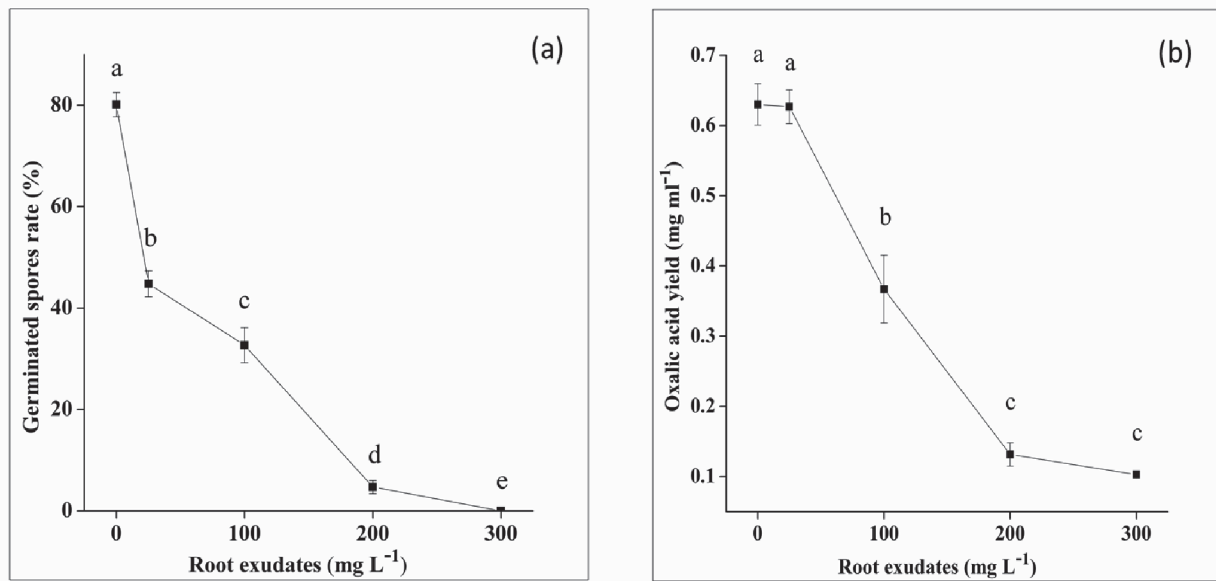 (a)
a
b
c
d
e
80
60
40
20
0
Germinated spores rate (%)
0 100 200 300
Root exudates (mg L⁻¹)
(b)
a
a
b
c
c
0.7
0.6
0.5
0.4
0.3
0.2
0.1
Oxalic acid yield (mg ml⁻¹)
0 100 200 300
Root exudates (mg L⁻¹)